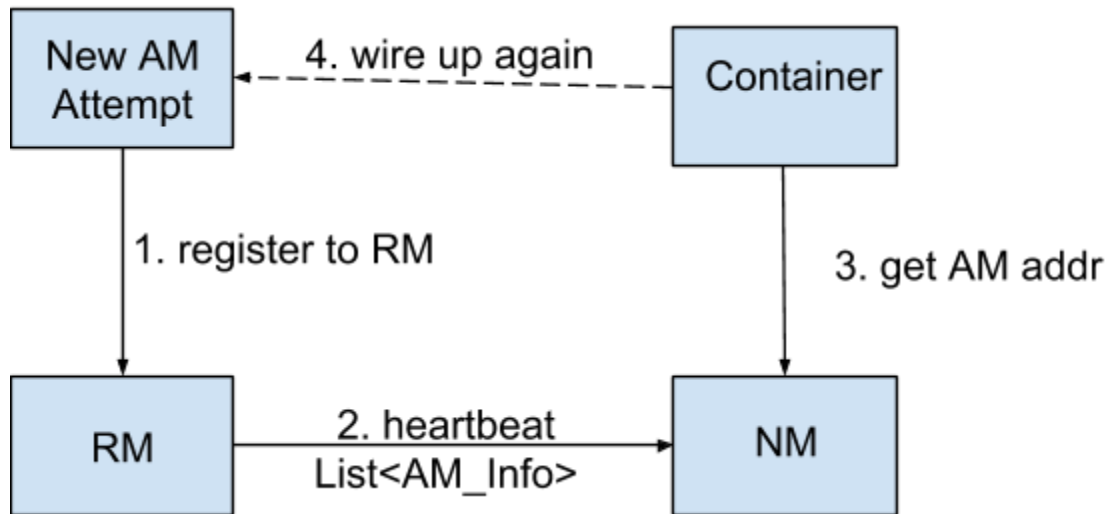 New AM
Attempt
4. wire up again
Container
1. register to RM
3. get AM addr
RM
2. heartbeat
List<AM_Info>
NM